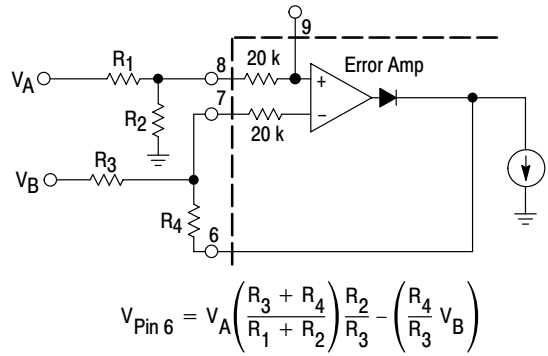 9
R1
8
20 k
Error Amp
VA
+
7
R2
20 k
−
R3
VB
R4
6
V Pin 6 = VA ( (R3 + R4) / (R1 + R2) ) R2 / R3 − ( R4 / R3 VB )